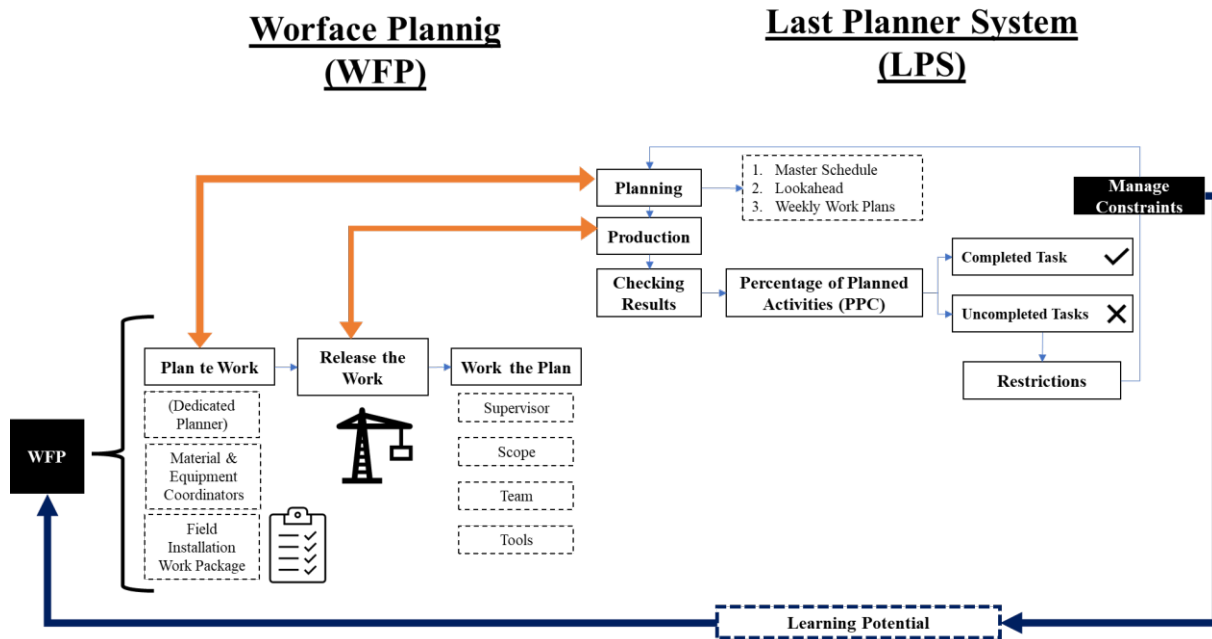 Worface Plannig
(WFP)
Last Planner System
(LPS)
Planning
1. Master Schedule
2. Lookahead
3. Weekly Work Plans
Manage
Constraints
Production
Checking
Results
Percentage of Planned
Activities (PPC)
Completed Task
Uncompleted Tasks
Restrictions
WFP
Plan te Work
Release the
Work
Work the Plan
(Dedicated
Planner)
Material &
Equipment
Coordinators
Field
Installation
Work Package
Supervisor
Scope
Team
Tools
Learning Potential